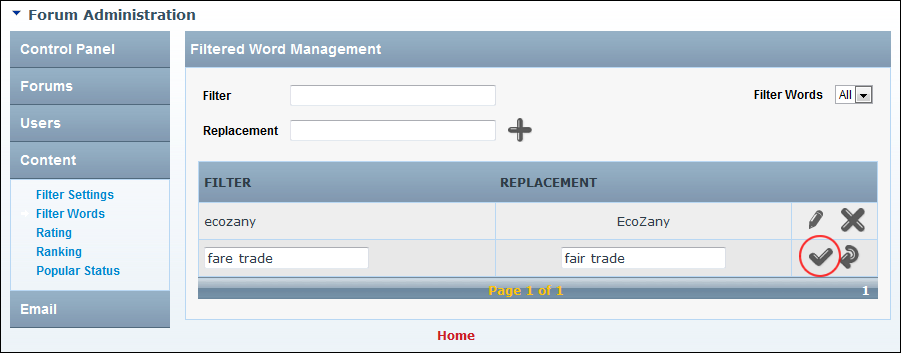 Forum Administration
Control Panel
Forums
Users
Content
Filter Settings
Filter Words
Rating
Ranking
Popular Status
Email
Filtered Word Management
Filter
Filter Words All
Replacement
FILTER REPLACEMENT
ecozany EcoZany
fare trade fair trade
Page 1 of 1 1
Home